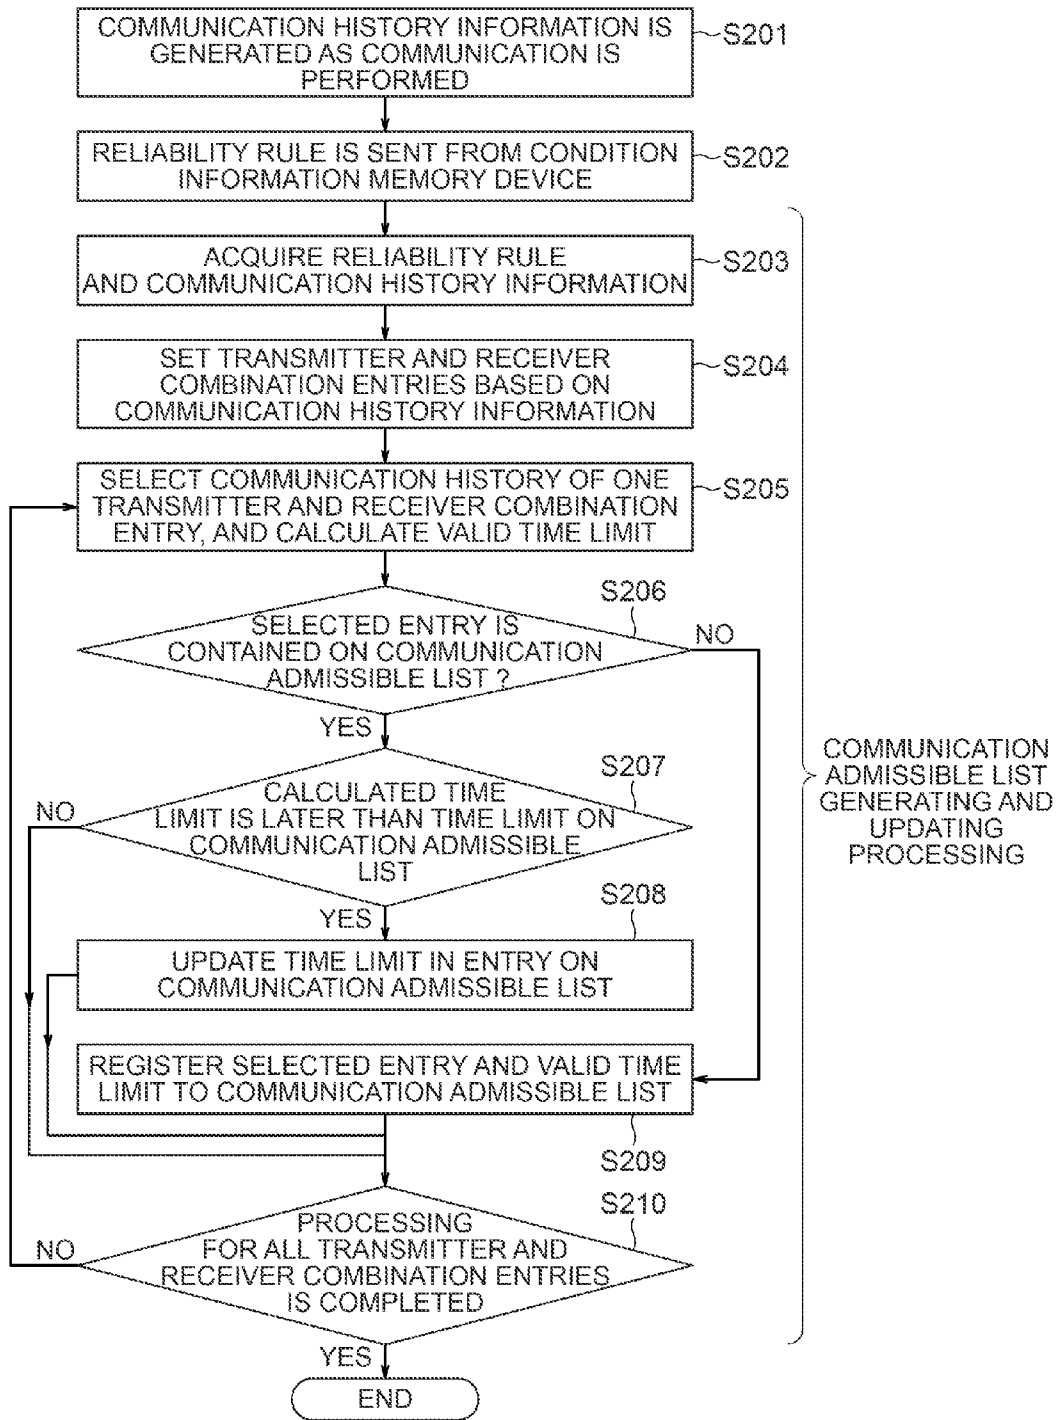 COMMUNICATION HISTORY INFORMATION IS
GENERATED AS COMMUNICATION IS
PERFORMED
S201
RELIABILITY RULE IS SENT FROM CONDITION
INFORMATION MEMORY DEVICE
S202
ACQUIRE RELIABILITY RULE
AND COMMUNICATION HISTORY INFORMATION
S203
SET TRANSMITTER AND RECEIVER
COMBINATION ENTRIES BASED ON
COMMUNICATION HISTORY INFORMATION
S204
SELECT COMMUNICATION HISTORY OF ONE
TRANSMITTER AND RECEIVER COMBINATION
ENTRY, AND CALCULATE VALID TIME LIMIT
S205
S206
SELECTED ENTRY IS
CONTAINED ON COMMUNICATION
ADMISSIBLE LIST ?
NO
YES
S207
CALCULATED TIME
LIMIT IS LATER THAN TIME LIMIT ON
COMMUNICATION ADMISSIBLE
LIST
NO
YES
COMMUNICATION
ADMISSIBLE LIST
GENERATING AND
UPDATING
PROCESSING
S208
UPDATE TIME LIMIT IN ENTRY ON
COMMUNICATION ADMISSIBLE LIST
REGISTER SELECTED ENTRY AND VALID TIME
LIMIT TO COMMUNICATION ADMISSIBLE LIST
S209
S210
PROCESSING
FOR ALL TRANSMITTER AND
RECEIVER COMBINATION ENTRIES
IS COMPLETED
NO
YES
END